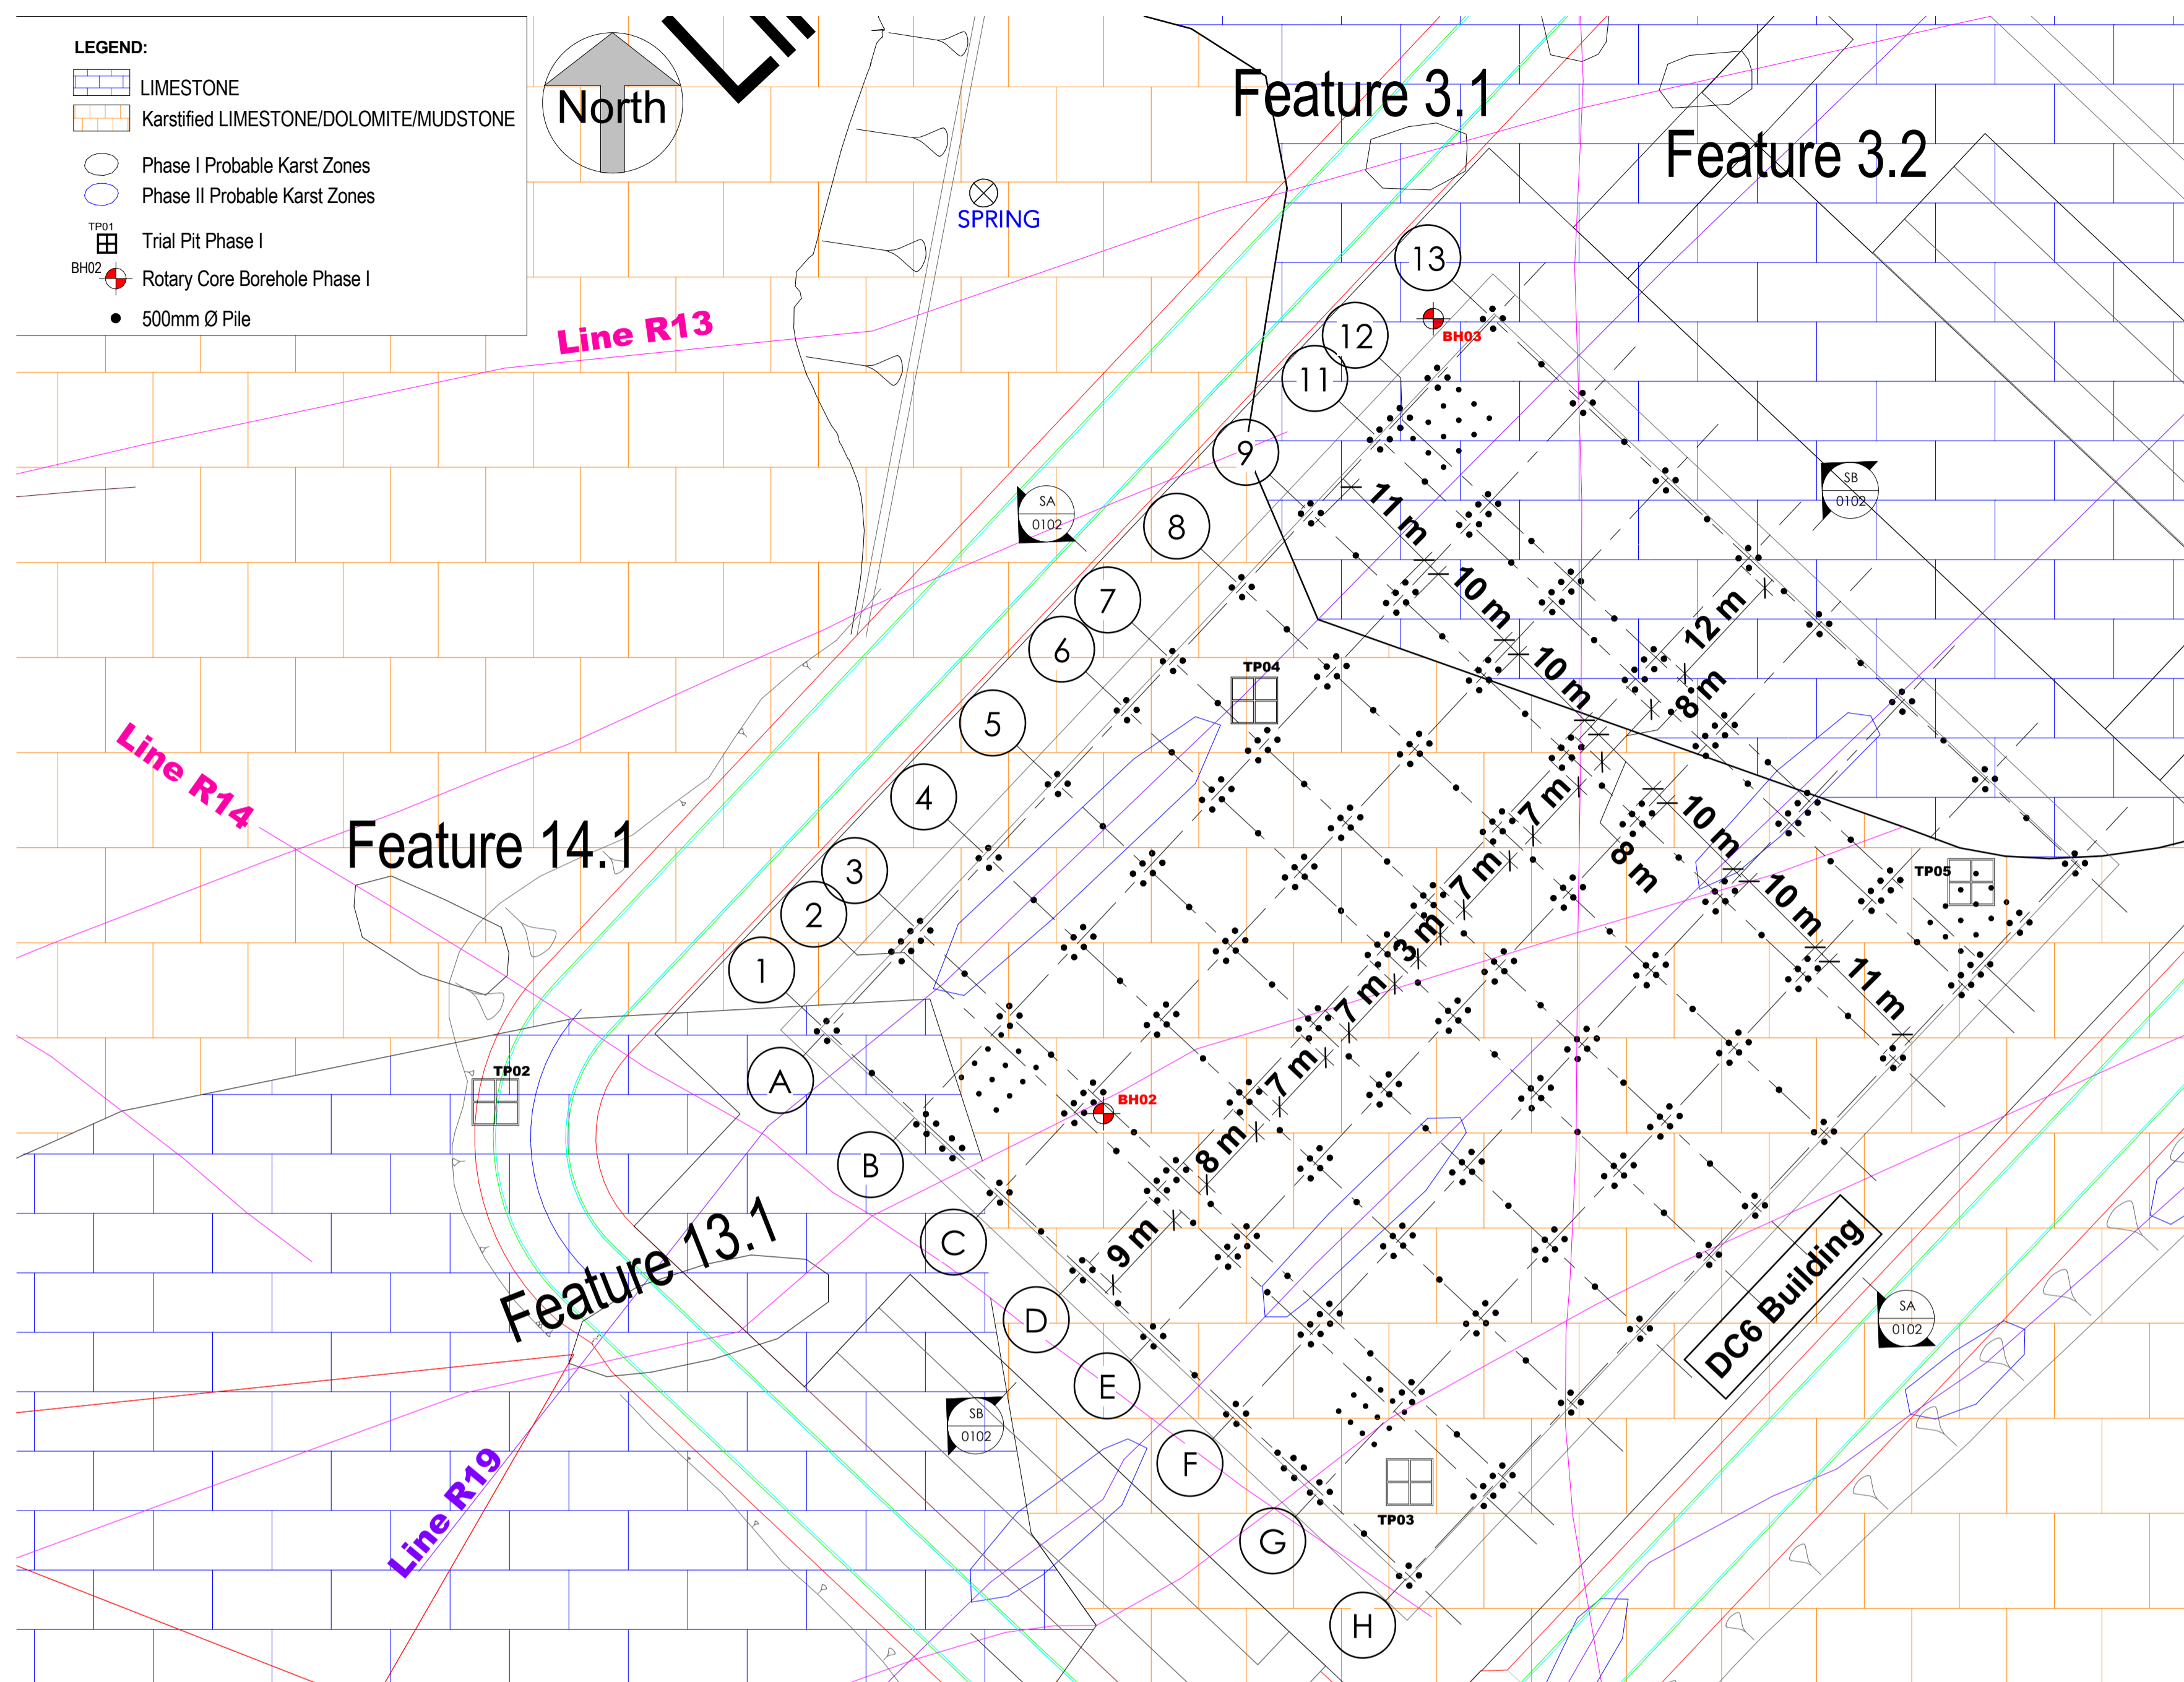 LEGEND:
LIMESTONE
Karstified LIMESTONE/DOLOMITE/MUDSTONE
Phase I Probable Karst Zones
Phase II Probable Karst Zones
TP01
Trial Pit Phase I
BH02
Rotary Core Borehole Phase I
500mm Ø Pile
North
Feature 3.1
Feature 3.2
SPRING
Line R13
13
12
11
9
8
7
6
5
4
3
2
1
BH03
SA
0102
SB
0102
11 m
10 m
10 m
12 m
8 m
TP04
Line R14
Feature 14.1
7 m
7 m
3 m
7 m
7 m
8 m
9 m
8 m
10 m
10 m
11 m
TP05
TP02
BH02
A
B
C
D
E
F
G
H
Feature 13.1
DC6 Building
SA
0102
SB
0102
Line R19
TP03